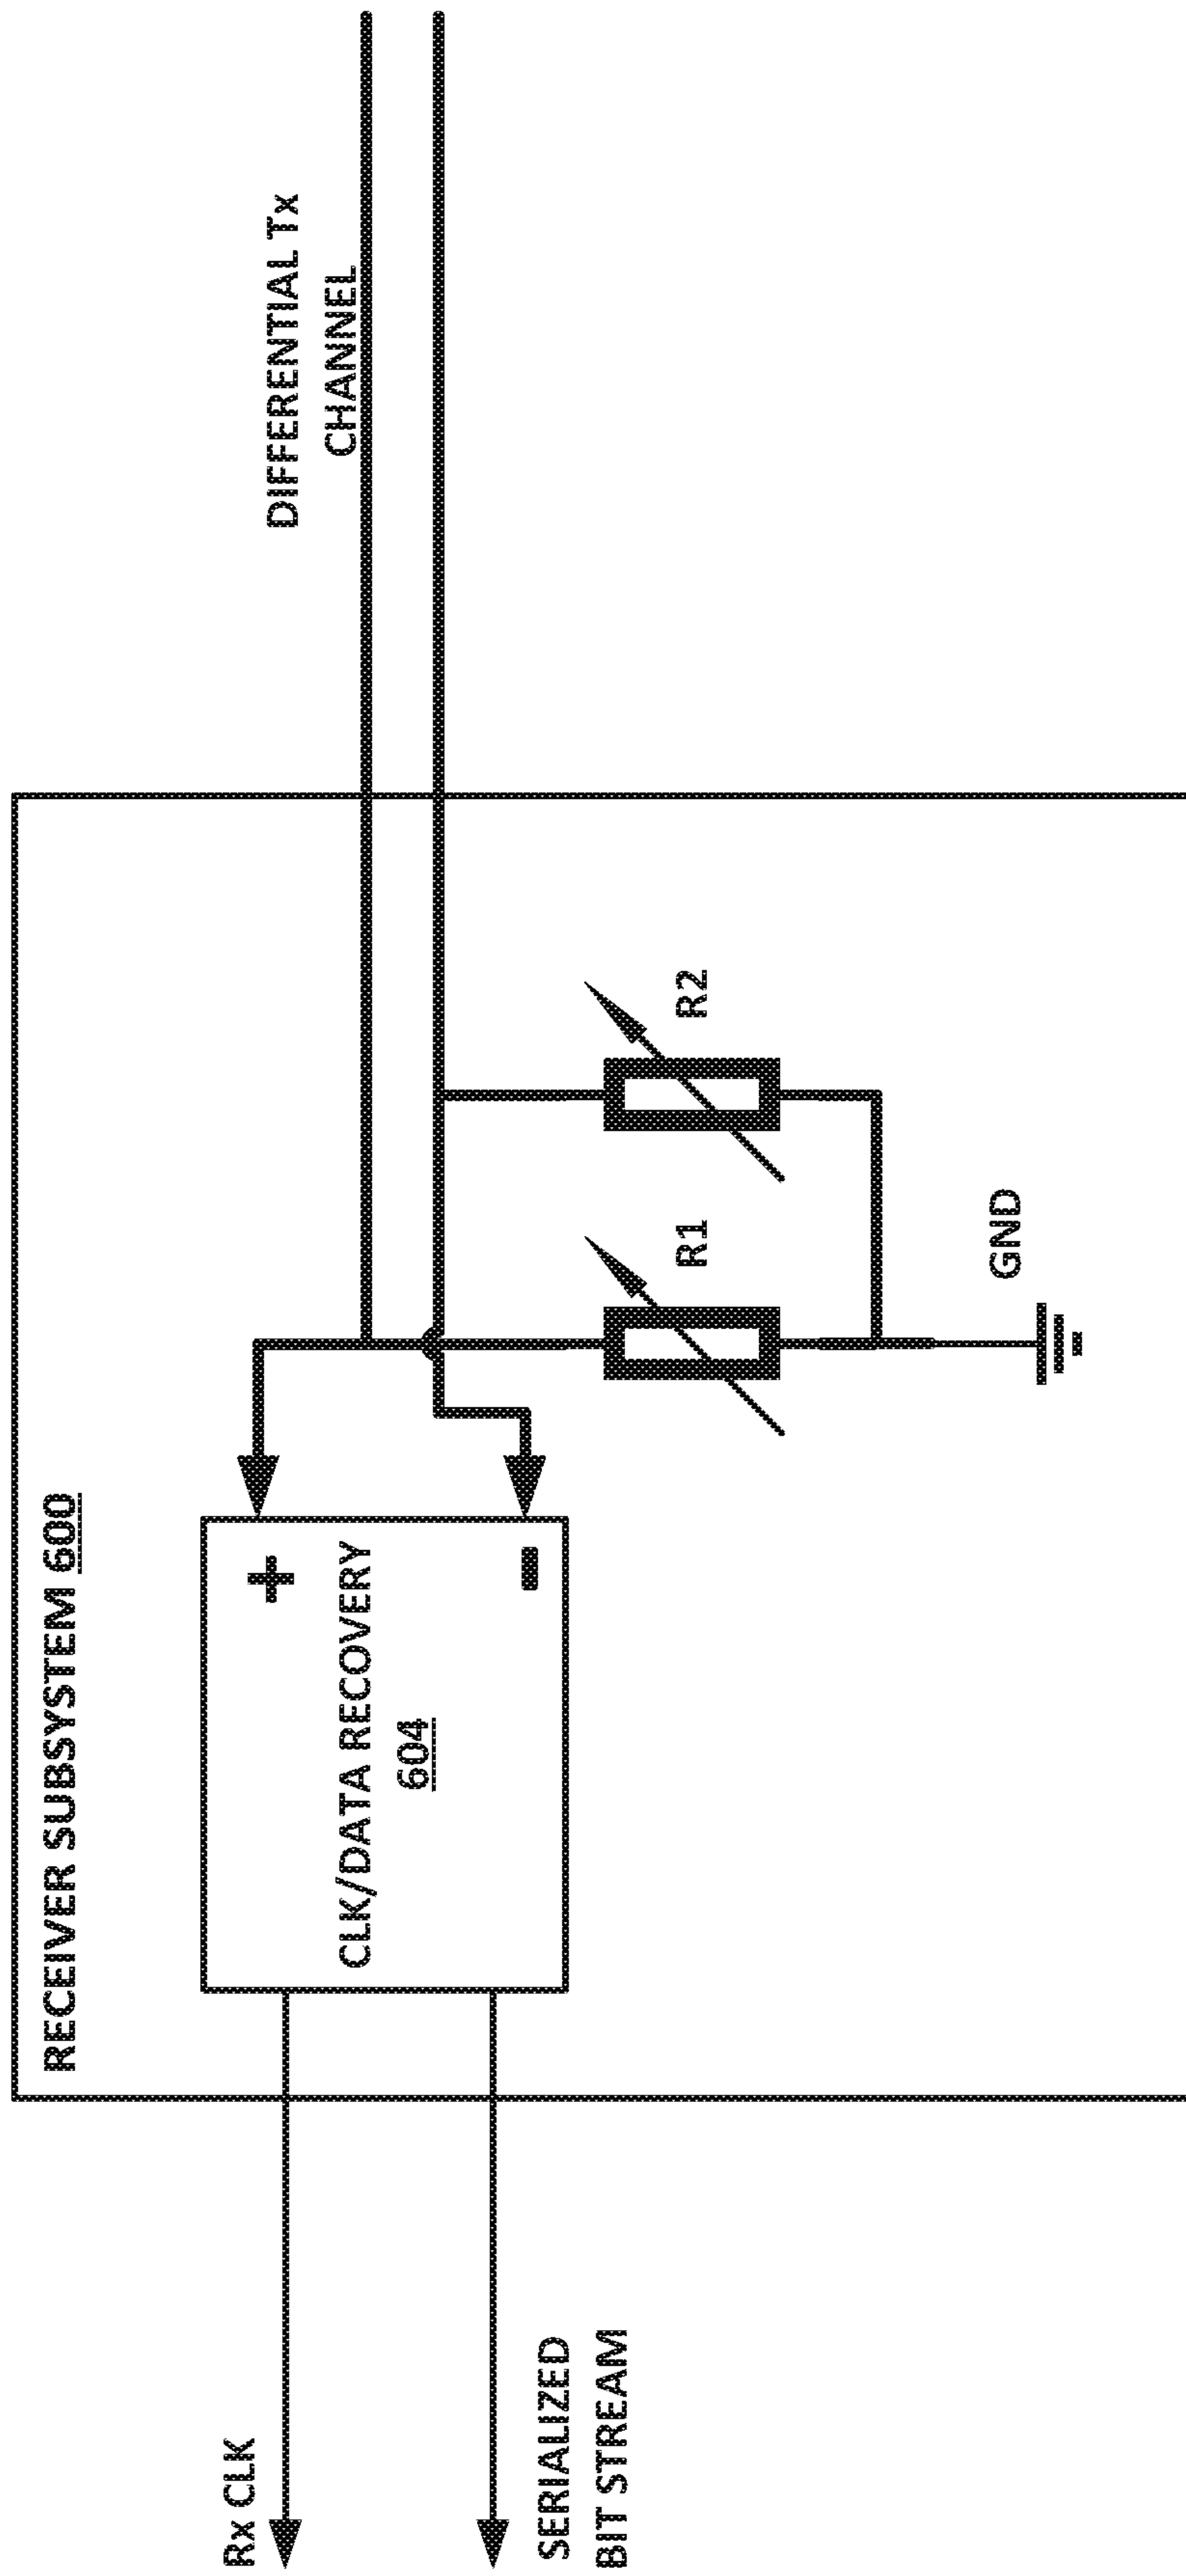 RECEIVER SUBSYSTEM 600
Rx CLK
+
CLK/DATA RECOVERY
604
-
SERIALIZED
BIT STREAM
DIFFERENTIAL Tx
CHANNEL
R1
R2
GND